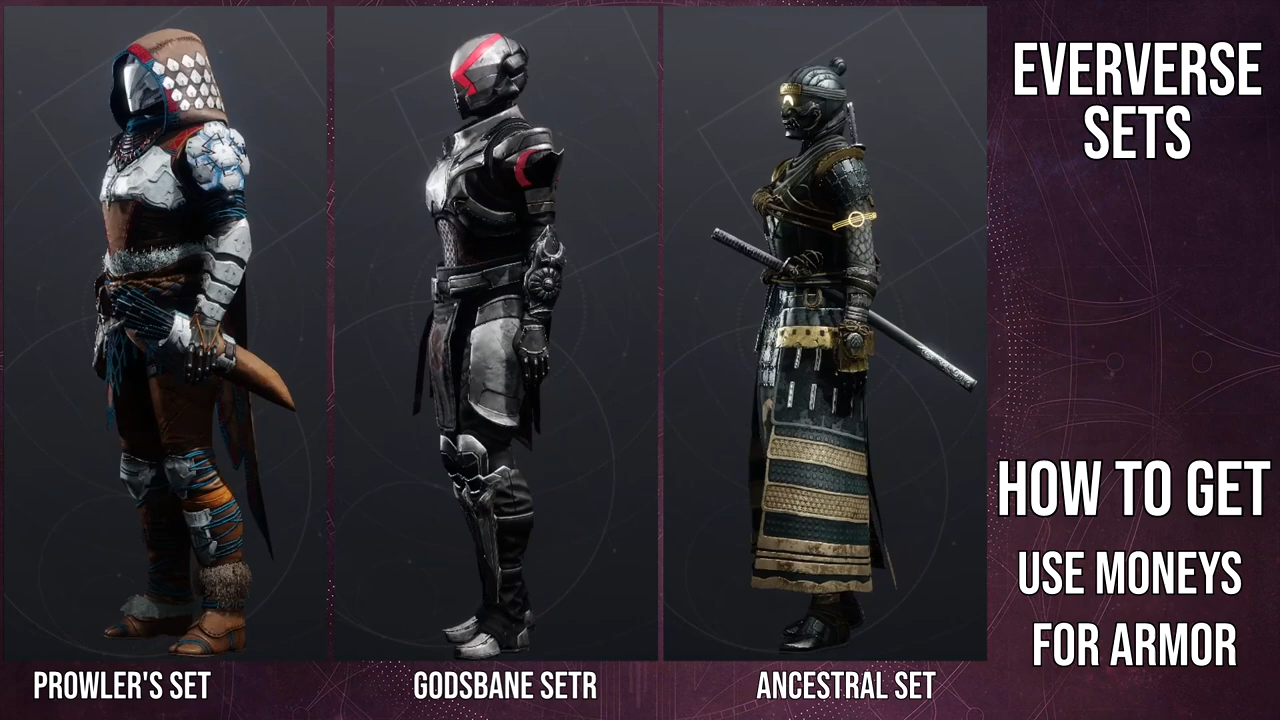 EVERVERSE
SETS
HOW TO GET
USE MONEYS
FOR ARMOR
PROWLER'S SET
GODSBANE SETR
ANCESTRAL SET